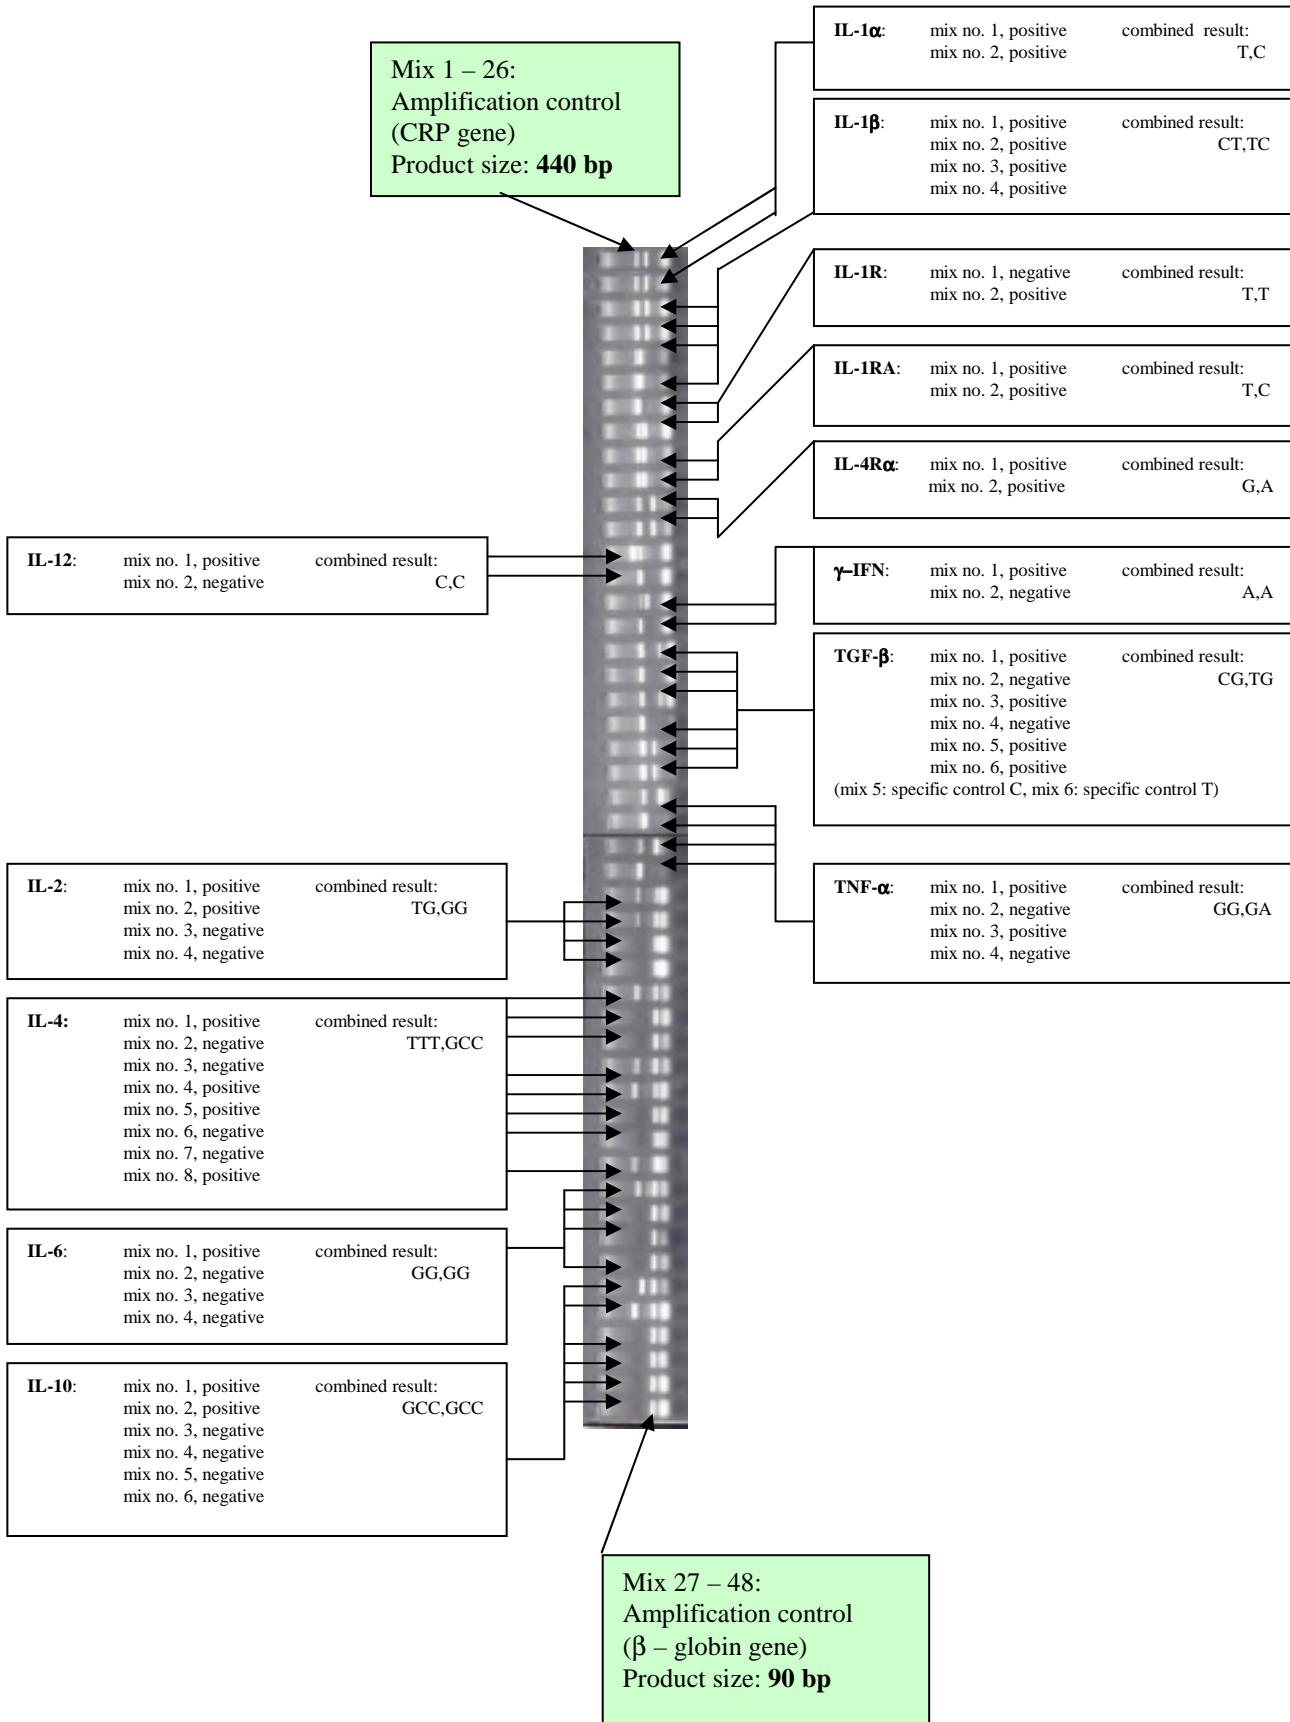 Mix 1 – 26:
Amplification control
(CRP gene)
Product size: 440 bp
IL-1α: mix no. 1, positive combined result:
mix no. 2, positive T,C
IL-1β: mix no. 1, positive combined result:
mix no. 2, positive CT,TC
mix no. 3, positive
mix no. 4, positive
IL-1R: mix no. 1, negative combined result:
mix no. 2, positive T,T
IL-1RA: mix no. 1, positive combined result:
mix no. 2, positive T,C
IL-4Rα: mix no. 1, positive combined result:
mix no. 2, positive G,A
IL-12: mix no. 1, positive combined result:
mix no. 2, negative C,C
γ–IFN: mix no. 1, positive combined result:
mix no. 2, negative A,A
TGF-β: mix no. 1, positive combined result:
mix no. 2, negative CG,TG
mix no. 3, positive
mix no. 4, negative
mix no. 5, positive
mix no. 6, positive
(mix 5: specific control C, mix 6: specific control T)
IL-2: mix no. 1, positive combined result:
mix no. 2, positive TG,GG
mix no. 3, negative
mix no. 4, negative
TNF-α: mix no. 1, positive combined result:
mix no. 2, negative GG,GA
mix no. 3, positive
mix no. 4, negative
IL-4: mix no. 1, positive combined result:
mix no. 2, negative TTT,GCC
mix no. 3, negative
mix no. 4, positive
mix no. 5, positive
mix no. 6, negative
mix no. 7, negative
mix no. 8, positive
IL-6: mix no. 1, positive combined result:
mix no. 2, negative GG,GG
mix no. 3, negative
mix no. 4, negative
IL-10: mix no. 1, positive combined result:
mix no. 2, positive GCC,GCC
mix no. 3, negative
mix no. 4, negative
mix no. 5, negative
mix no. 6, negative
Mix 27 – 48:
Amplification control
(β – globin gene)
Product size: 90 bp